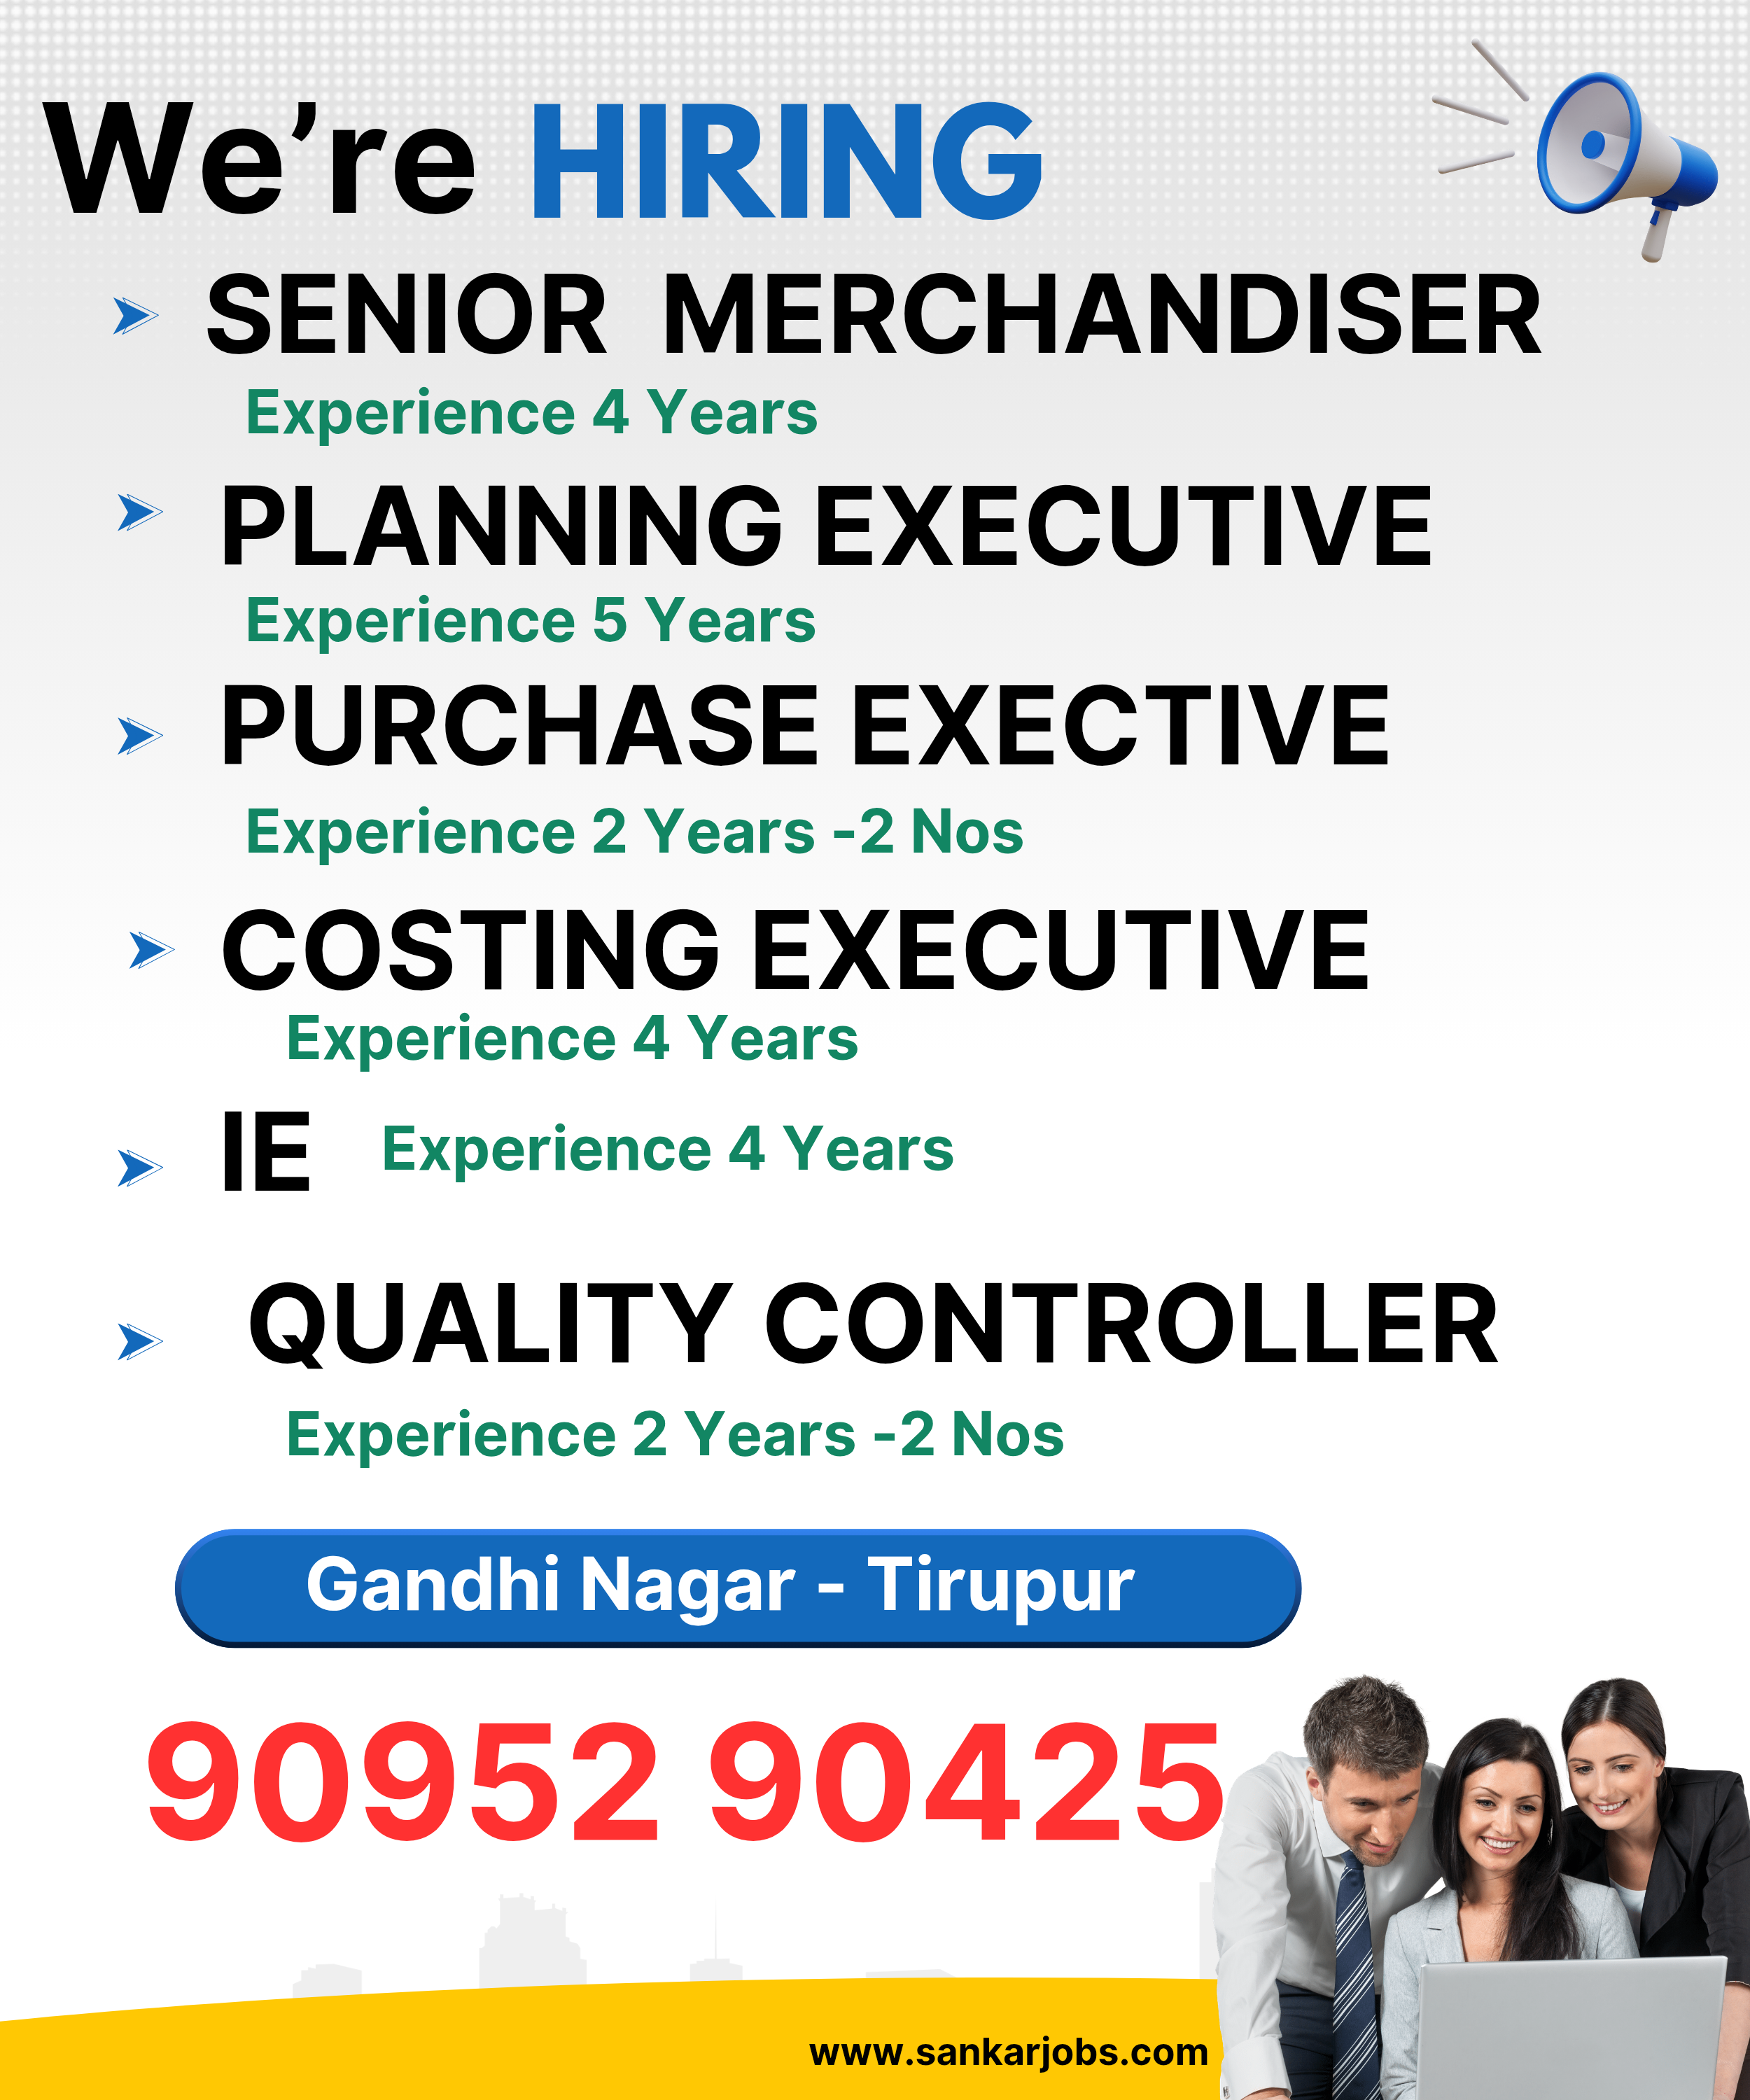 We're HIRING
SENIOR MERCHANDISER
Experience 4 Years
PLANNING EXECUTIVE
Experience 5 Years
PURCHASE EXECTIVE
Experience 2 Years -2 Nos
COSTING EXECUTIVE
Experience 4 Years
IE Experience 4 Years
QUALITY CONTROLLER
Experience 2 Years -2 Nos
Gandhi Nagar - Tirupur
90952 90425
www.sankarjobs.com